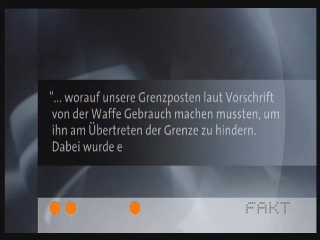 "... worauf unsere Grenzposten laut Vorschrift
von der Waffe Gebrauch machen mussten, um
ihn am Übertreten der Grenze zu hindern.
Dabei wurde e
FAKT